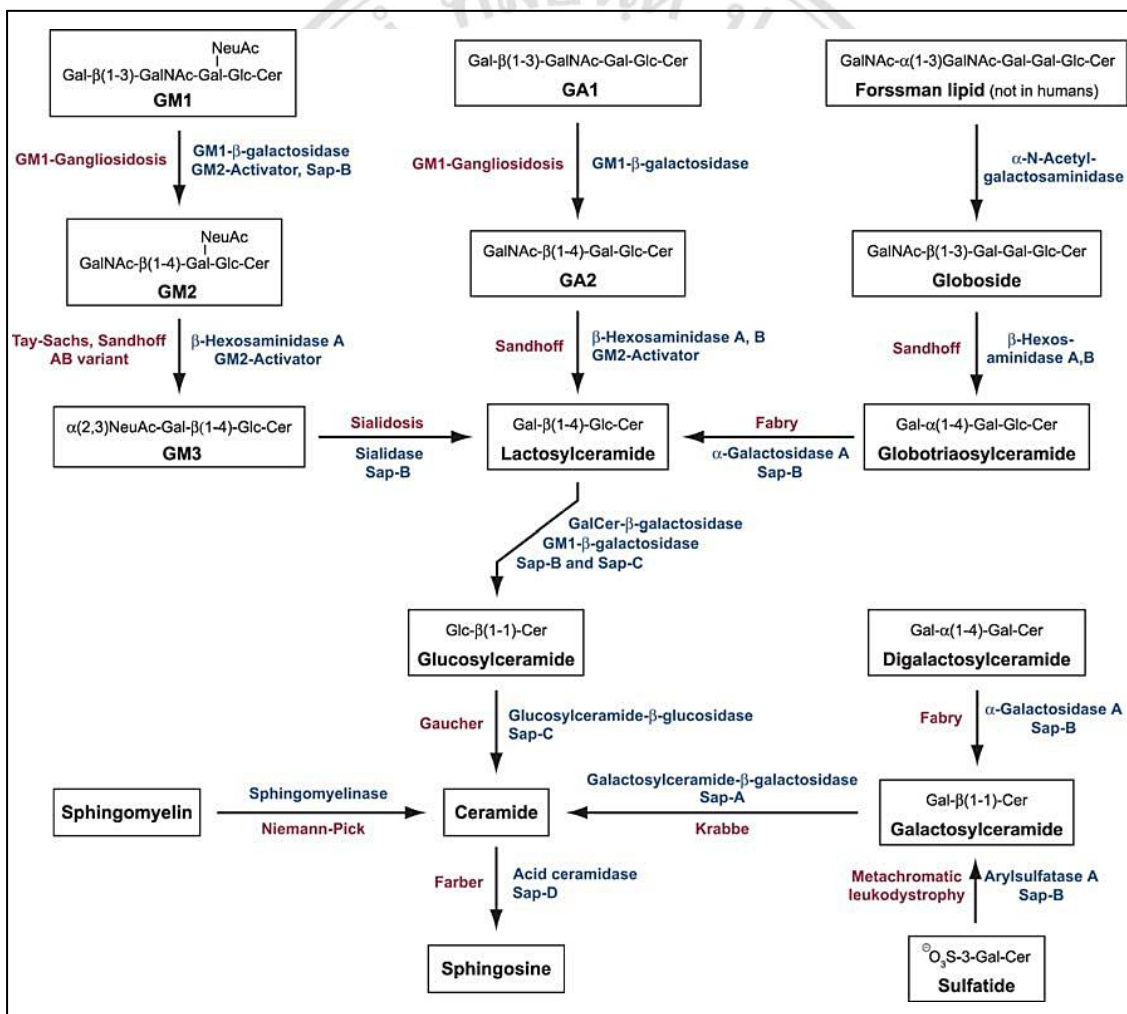 NeuAc
Gal-β(1-3)-GalNAc-Gal-Glc-Cer
GM1
Gal-β(1-3)-GalNAc-Gal-Glc-Cer
GA1
GalNAc-α(1-3)GalNAc-Gal-Gal-Glc-Cer
Forssman lipid (not in humans)
GM1-Gangliosidosis
GM1-β-galactosidase
GM2-Activator, Sap-B
GM1-Gangliosidosis
GM1-β-galactosidase
α-N-Acetyl-
galactosaminidase
NeuAc
GalNAc-β(1-4)-Gal-Glc-Cer
GM2
GalNAc-β(1-4)-Gal-Glc-Cer
GA2
GalNAc-β(1-3)-Gal-Gal-Glc-Cer
Globoside
Tay-Sachs, Sandhoff
AB variant
β-Hexosaminidase A
GM2-Activator
Sandhoff
β-Hexosaminidase A, B
GM2-Activator
Sandhoff
β-Hexos-
aminidase A,B
α(2,3)NeuAc-Gal-β(1-4)-Glc-Cer
GM3
Sialidosis
Sialidase
Sap-B
Gal-β(1-4)-Glc-Cer
Lactosylceramide
Fabry
α-Galactosidase A
Sap-B
Gal-α(1-4)-Gal-Glc-Cer
Globotriaosylceramide
GalCer-β-galactosidase
GM1-β-galactosidase
Sap-B and Sap-C
Glc-β(1-1)-Cer
Glucosylceramide
Gal-α(1-4)-Gal-Cer
Digalactosylceramide
Gaucher
Glucosylceramide-β-glucosidase
Sap-C
Fabry
α-Galactosidase A
Sap-B
Sphingomyelin
Sphingomyelinase
Niemann-Pick
Ceramide
Galactosylceramide-β-galactosidase
Sap-A
Krabbe
Gal-β(1-1)-Cer
Galactosylceramide
Farber
Acid ceramidase
Sap-D
Metachromatic
leukodystrophy
Arylsulfatase A
Sap-B
Sphingosine
⊖O₃S-3-Gal-Cer
Sulfatide